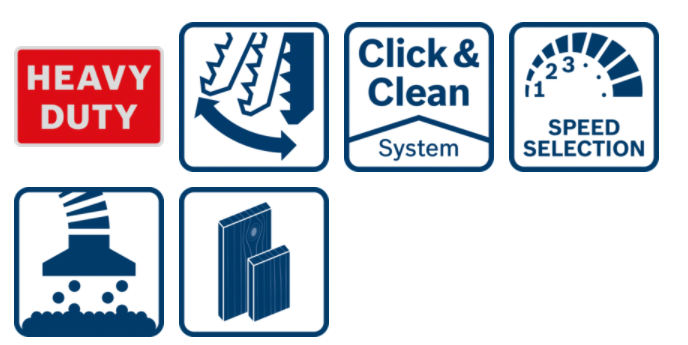 HEAVY
DUTY
Click &
Clean
System
1 2 3
SPEED
SELECTION